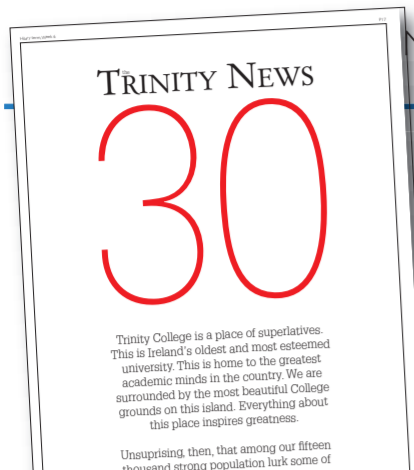 THE
TRINITY NEWS
30
Trinity College is a place of superlatives.
This is Ireland's oldest and most esteemed
university. This is home to the greatest
academic minds in the country. We are
surrounded by the most beautiful College
grounds on this island. Everything about
this place inspires greatness.
Unsuprising, then, that among our fifteen
thousand strong population lurk some of